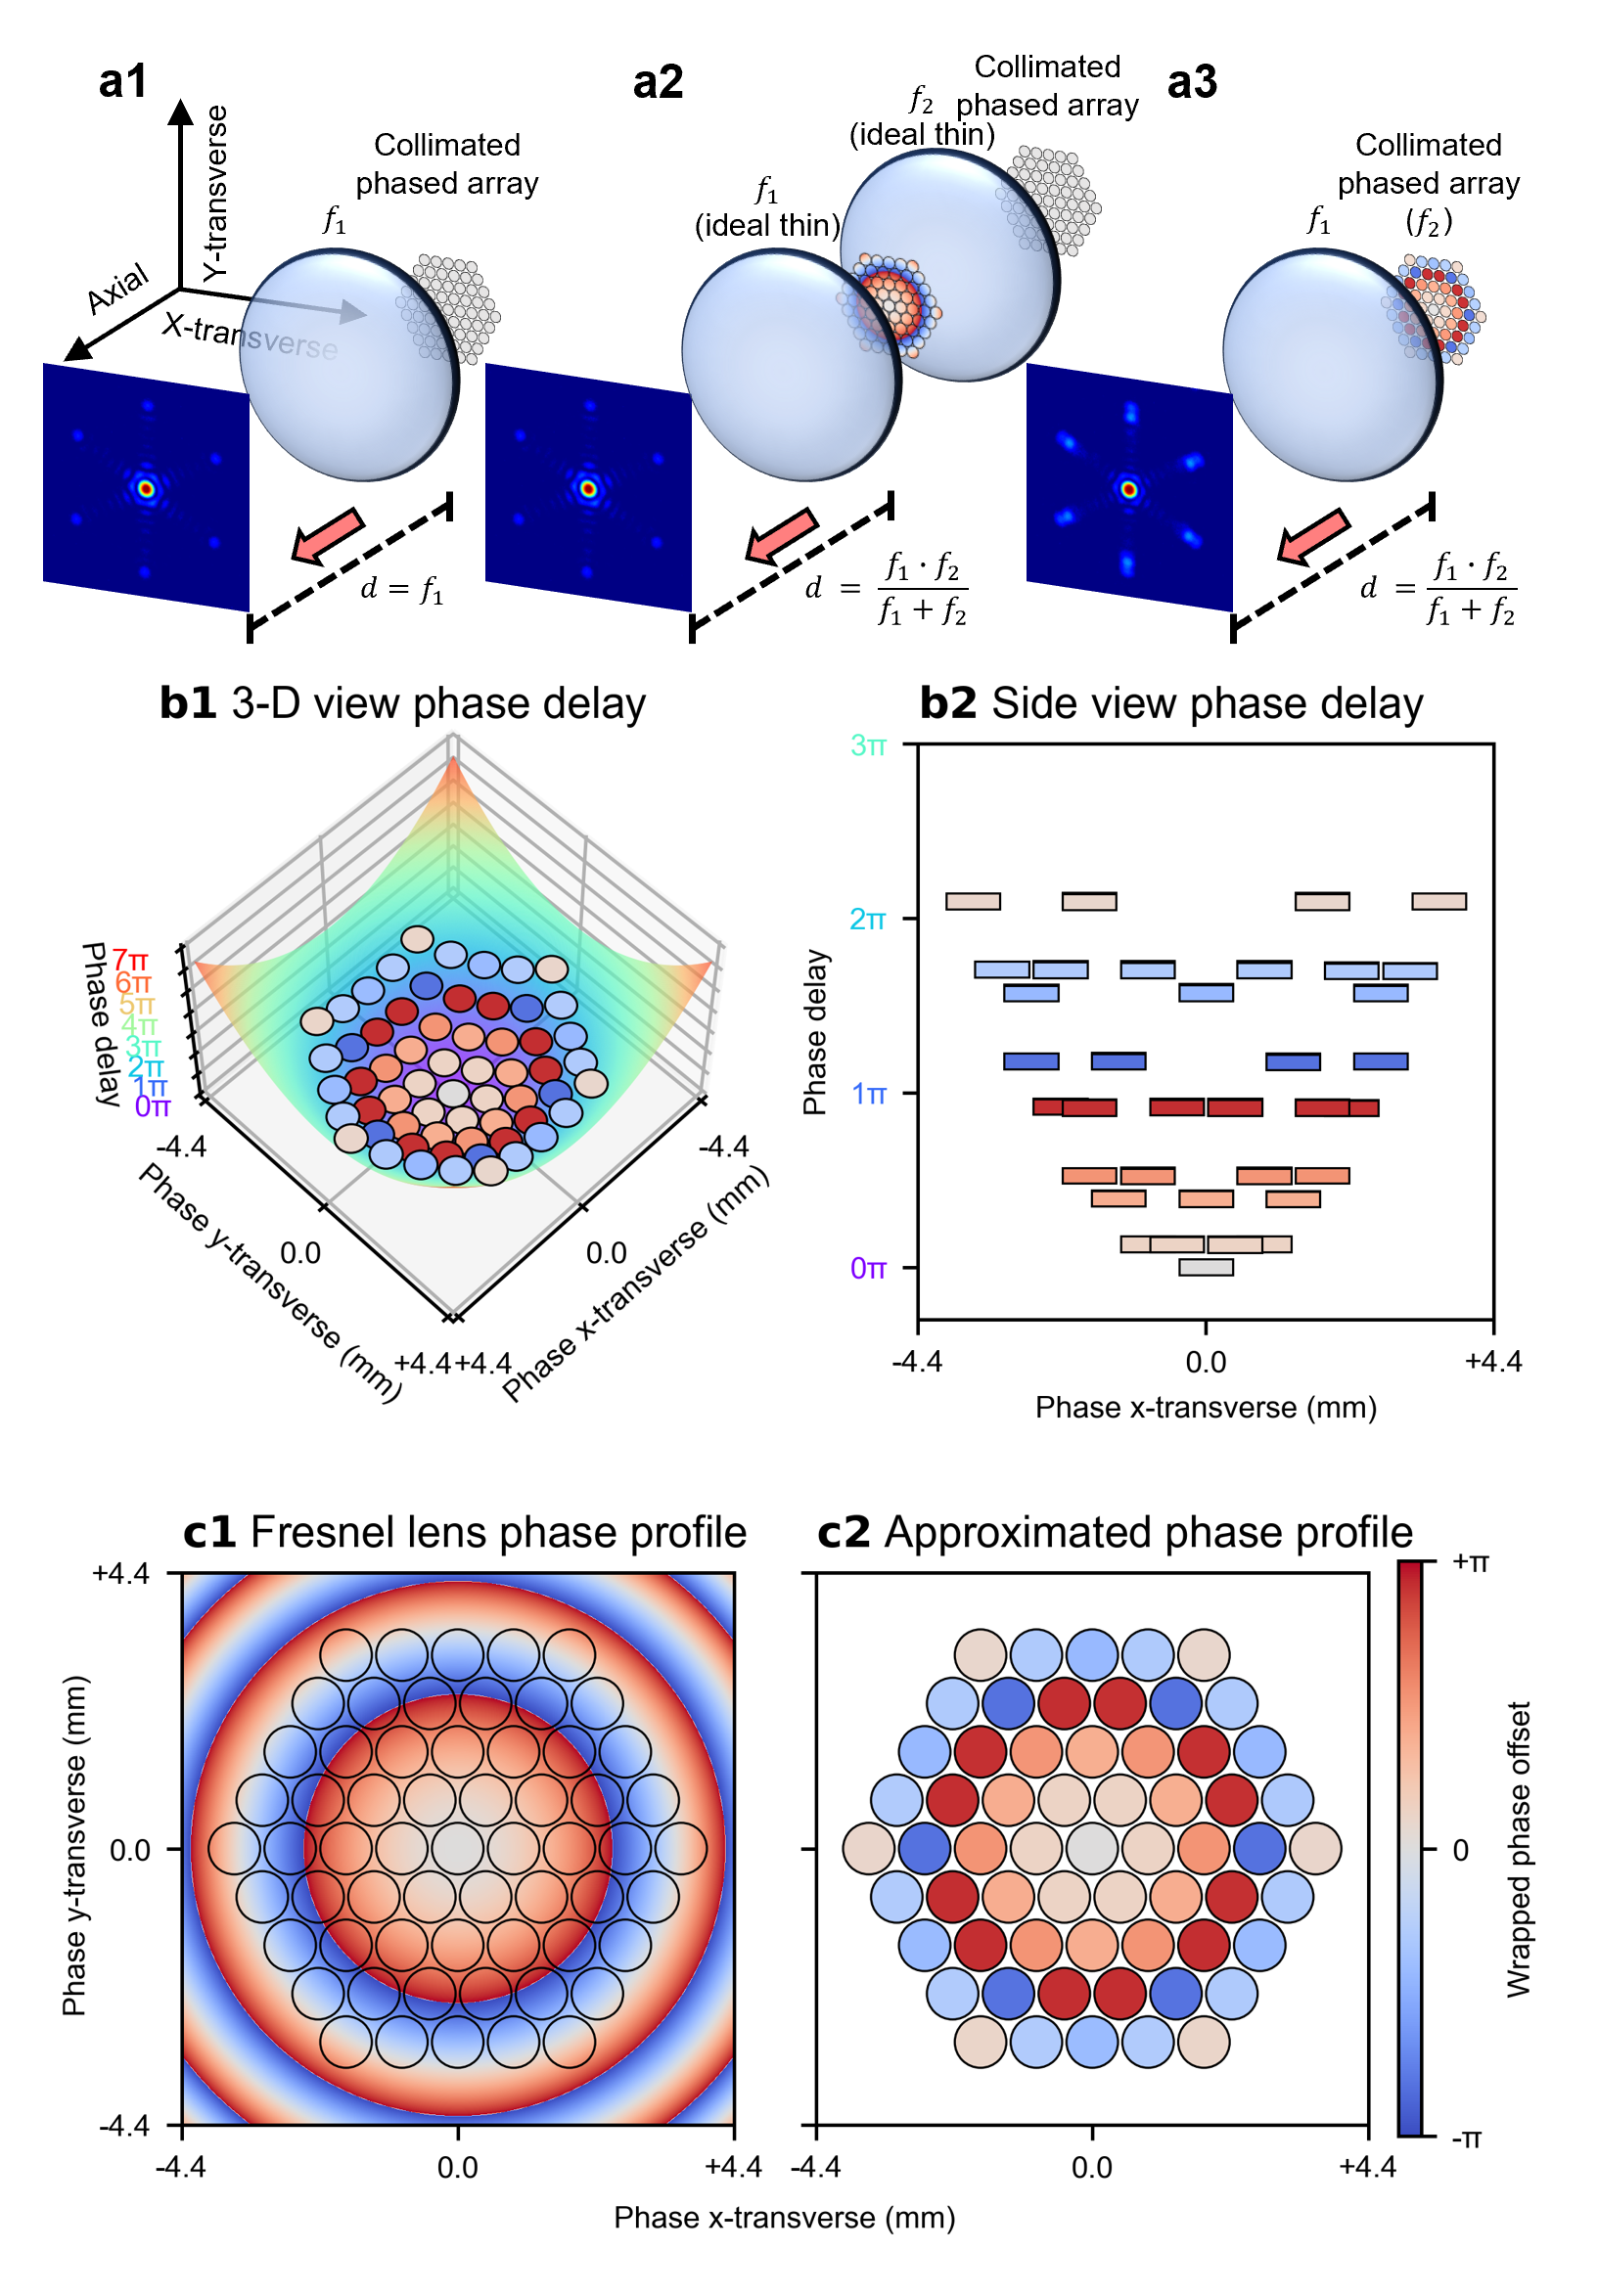 a1
a2
a3
Y-transverse
Axial
X-transverse
Collimated
phased array
f₁
f₁
(ideal thin)
f₂
(ideal thin)
Collimated
phased array
Collimated
phased array
(f₂)
f₁
d = f₁
d = f₁ · f₂ / f₁ + f₂
d = f₁ · f₂ / f₁ + f₂
b1 3-D view phase delay
Phase delay
7π
6π
5π
4π
3π
2π
1π
0π
-4.4
0.0
+4.4
Phase y-transverse (mm)
-4.4
0.0
+4.4
Phase x-transverse (mm)
b2 Side view phase delay
3π
2π
1π
0π
Phase delay
-4.4
0.0
+4.4
Phase x-transverse (mm)
c1 Fresnel lens phase profile
+4.4
0.0
-4.4
Phase y-transverse (mm)
-4.4
0.0
+4.4
c2 Approximated phase profile
-4.4
0.0
+4.4
Phase x-transverse (mm)
+π
0
-π
Wrapped phase offset